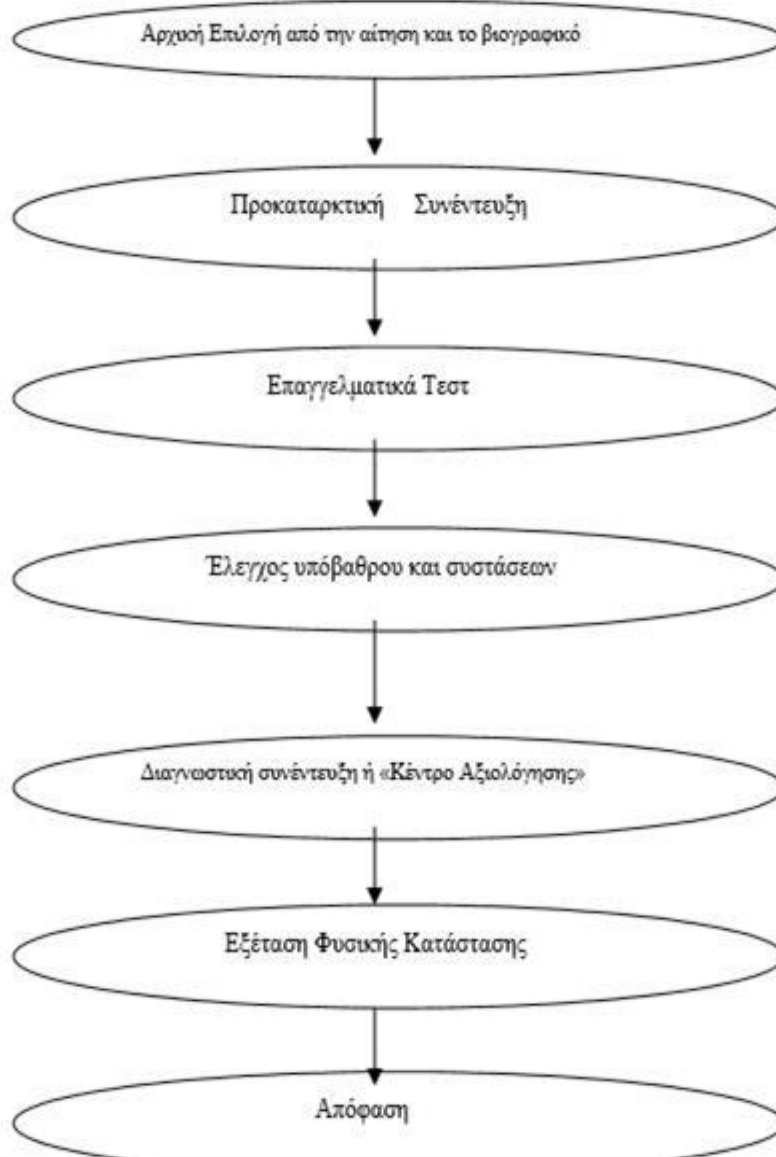 Αρχική Επιλογή από την αίτηση και το βιογραφικό
Προκαταρκτική Συνέντευξη
Επαγγελματικά Τεστ
Έλεγχος υπόβαθρου και συστάσεων
Διαγνωστική συνέντευξη ή «Κέντρο Αξιολόγησης»
Εξέταση Φυσικής Κατάστασης
Απόφαση